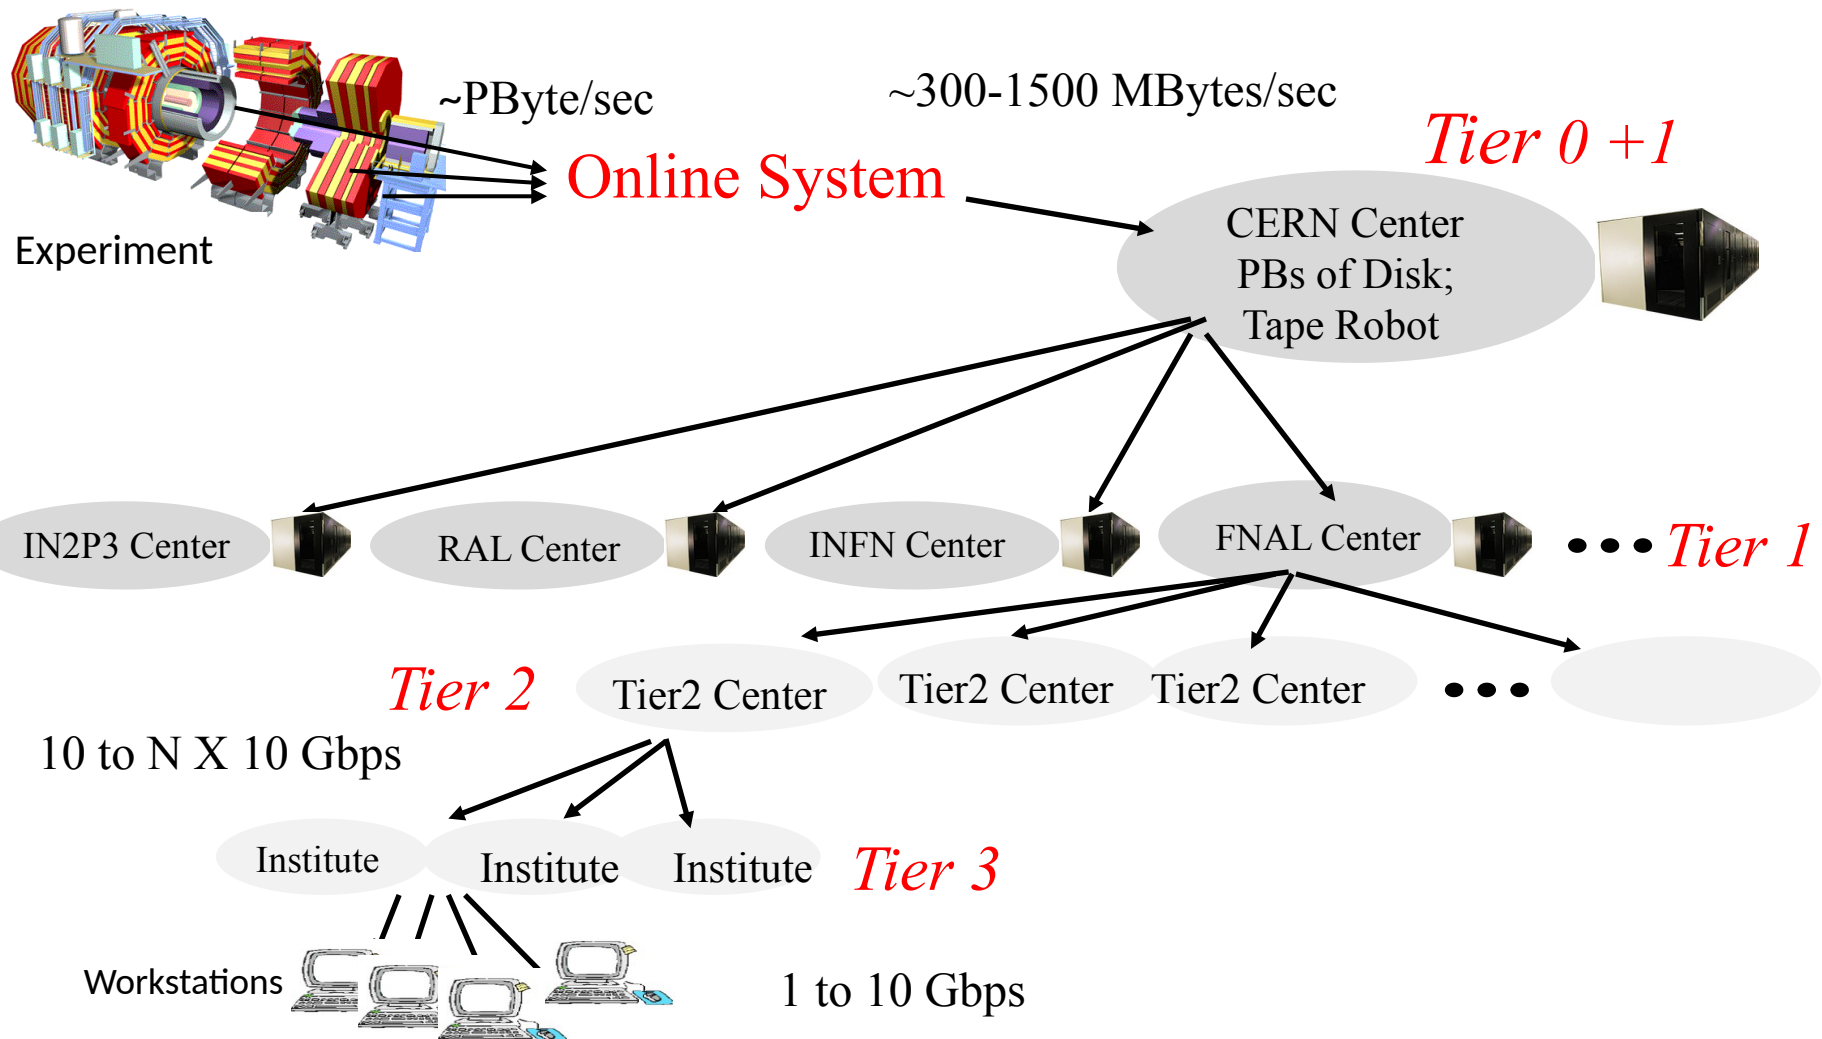 ~PByte/sec
~300-1500 MBytes/sec
Tier 0 +1
Online System
CERN Center
PBs of Disk;
Tape Robot
Experiment
IN2P3 Center
RAL Center
INFN Center
FNAL Center
Tier 1
Tier 2
Tier2 Center
Tier2 Center
Tier2 Center
10 to N X 10 Gbps
Institute
Institute
Institute
Tier 3
Workstations
1 to 10 Gbps